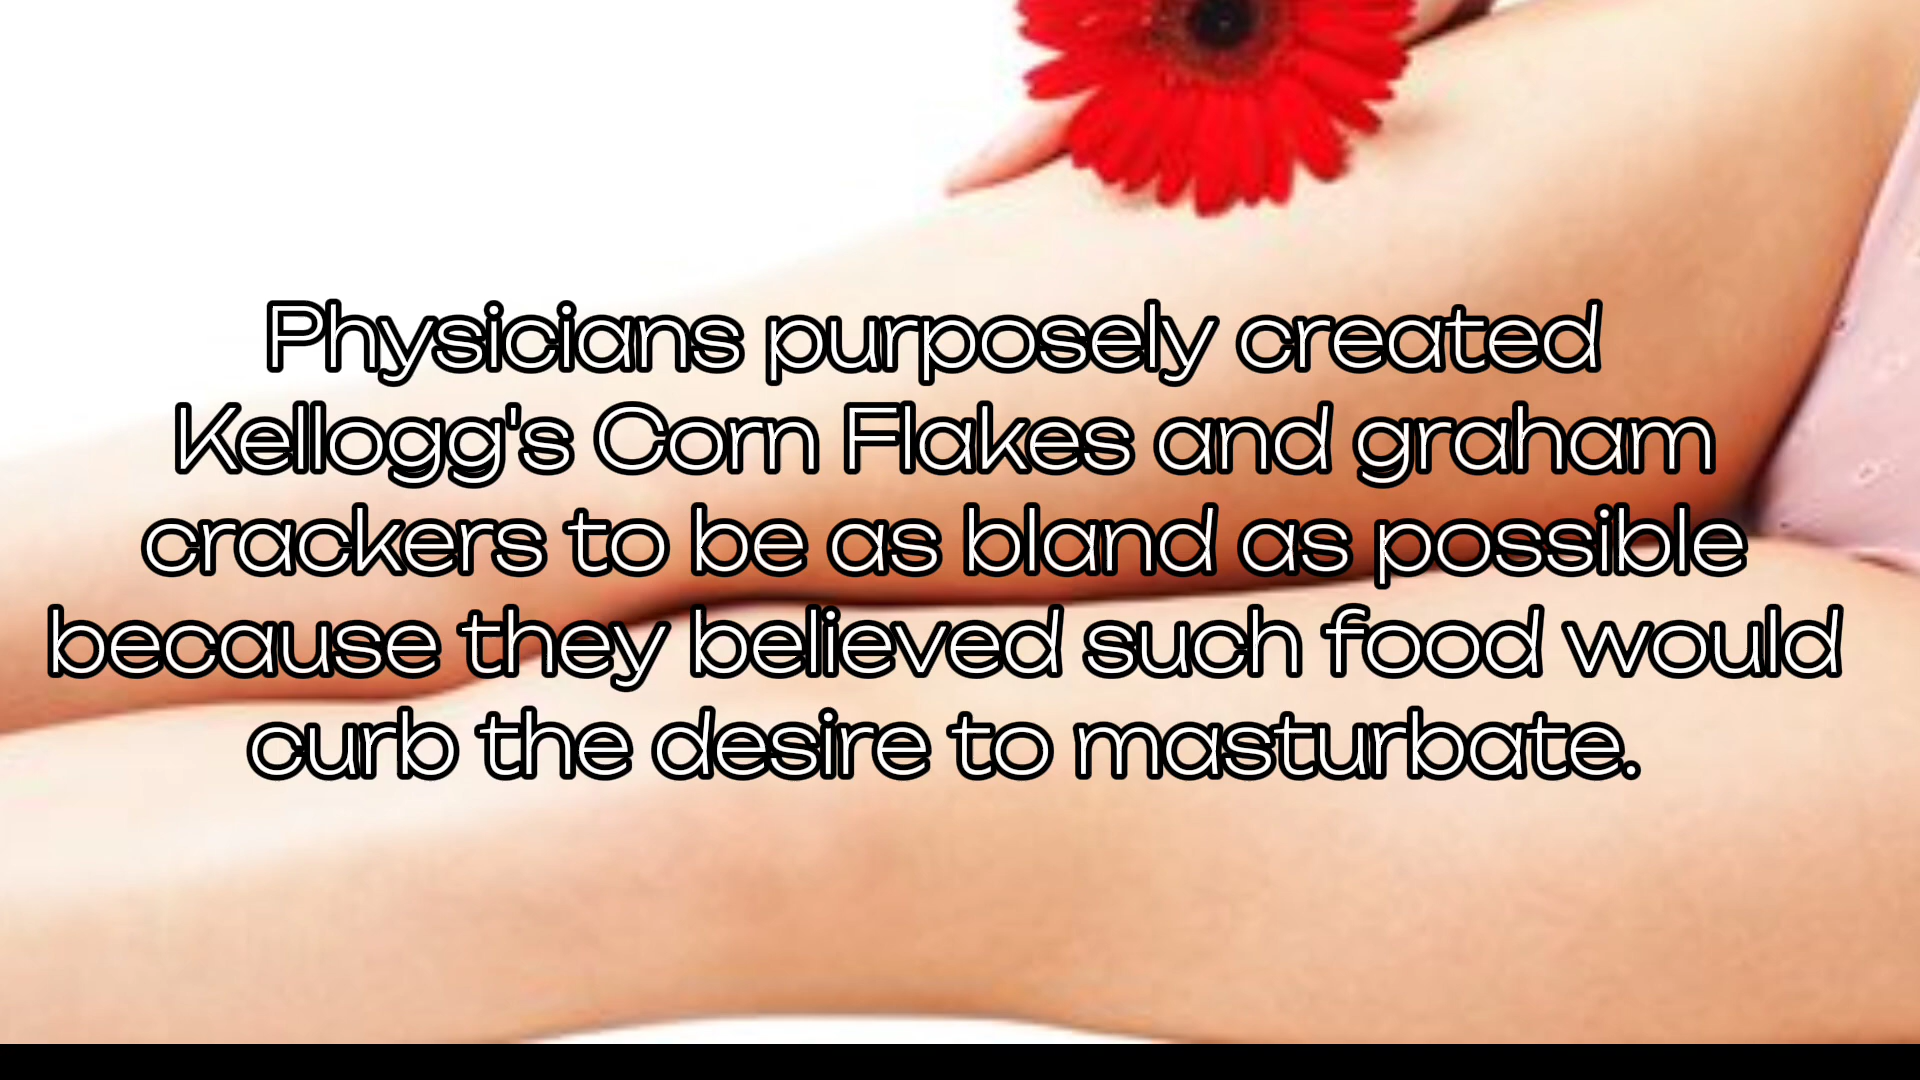 Physicians purposely created
Kellogg's Corn Flakes and graham
crackers to be as bland as possible
because they believed such food would
curb the desire to masturbate.